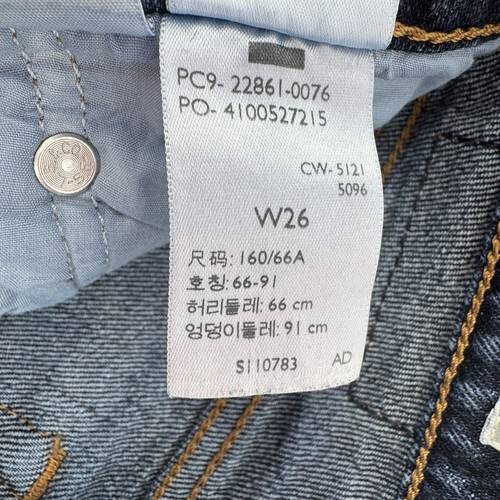 PC9- 22861-0076
PO- 4100527215
CW- 5121
5096
W26
尺码: 160/66A
호칭: 66-91
허리둘레: 66 cm
엉덩이둘레: 91 cm
S110783 AD